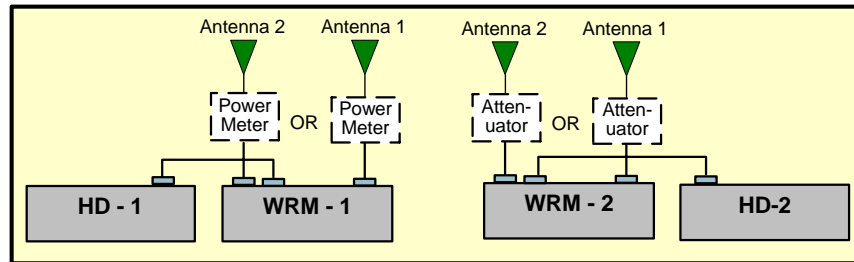 Antenna 2 Antenna 1 Antenna 2 Antenna 1
Power Meter OR Power Meter Atten-uator OR Atten-uator
HD - 1 WRM - 1 WRM - 2 HD-2